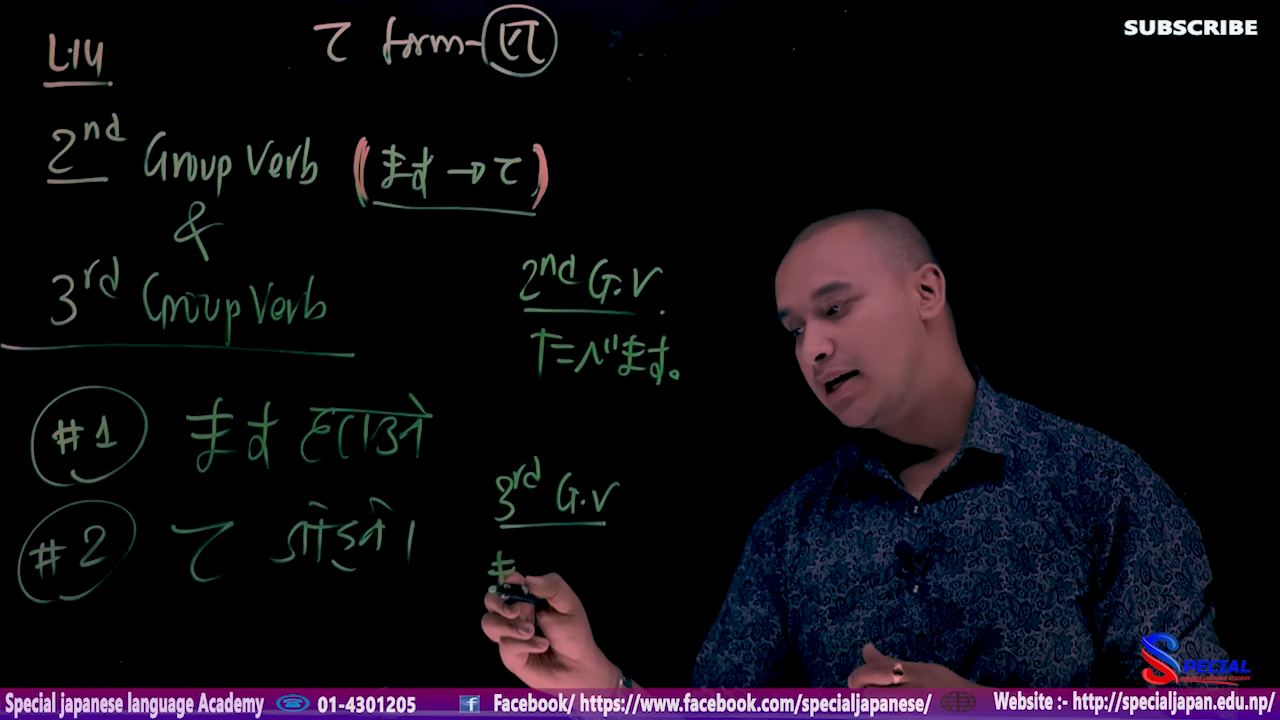 SUBSCRIBE
L.14
て form-
2nd Group Verb (ます → て)
&
3rd Group Verb
2nd G.V.
たべます。
#1 ます हटाउने
3rd G.V
#2 て जोड्ने।
SPECIAL
Special japanese language Academy 01-4301205 Facebook/ https://www.facebook.com/specialjapanese/ Website :- http://specialjapan.edu.np/